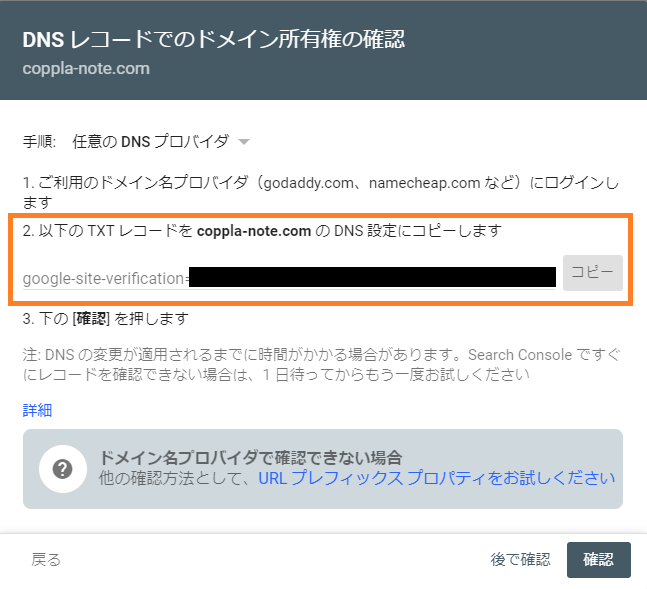 DNS レコードでのドメイン所有権の確認
coppla-note.com
手順: 任意の DNS プロバイダ
1. ご利用のドメイン名プロバイダ（godaddy.com、namecheap.com など）にログインし
ます
2. 以下の TXT レコードを coppla-note.com の DNS 設定にコピーします
google-site-verification=
コピー
3. 下の [確認] を押します
注: DNS の変更が適用されるまでに時間がかかる場合があります。Search Console ですぐ
にレコードを確認できない場合は、1 日待ってからもう一度お試しください
詳細
ドメイン名プロバイダで確認できない場合
他の確認方法として、URL プレフィックス プロパティをお試しください
戻る 後で確認 確認